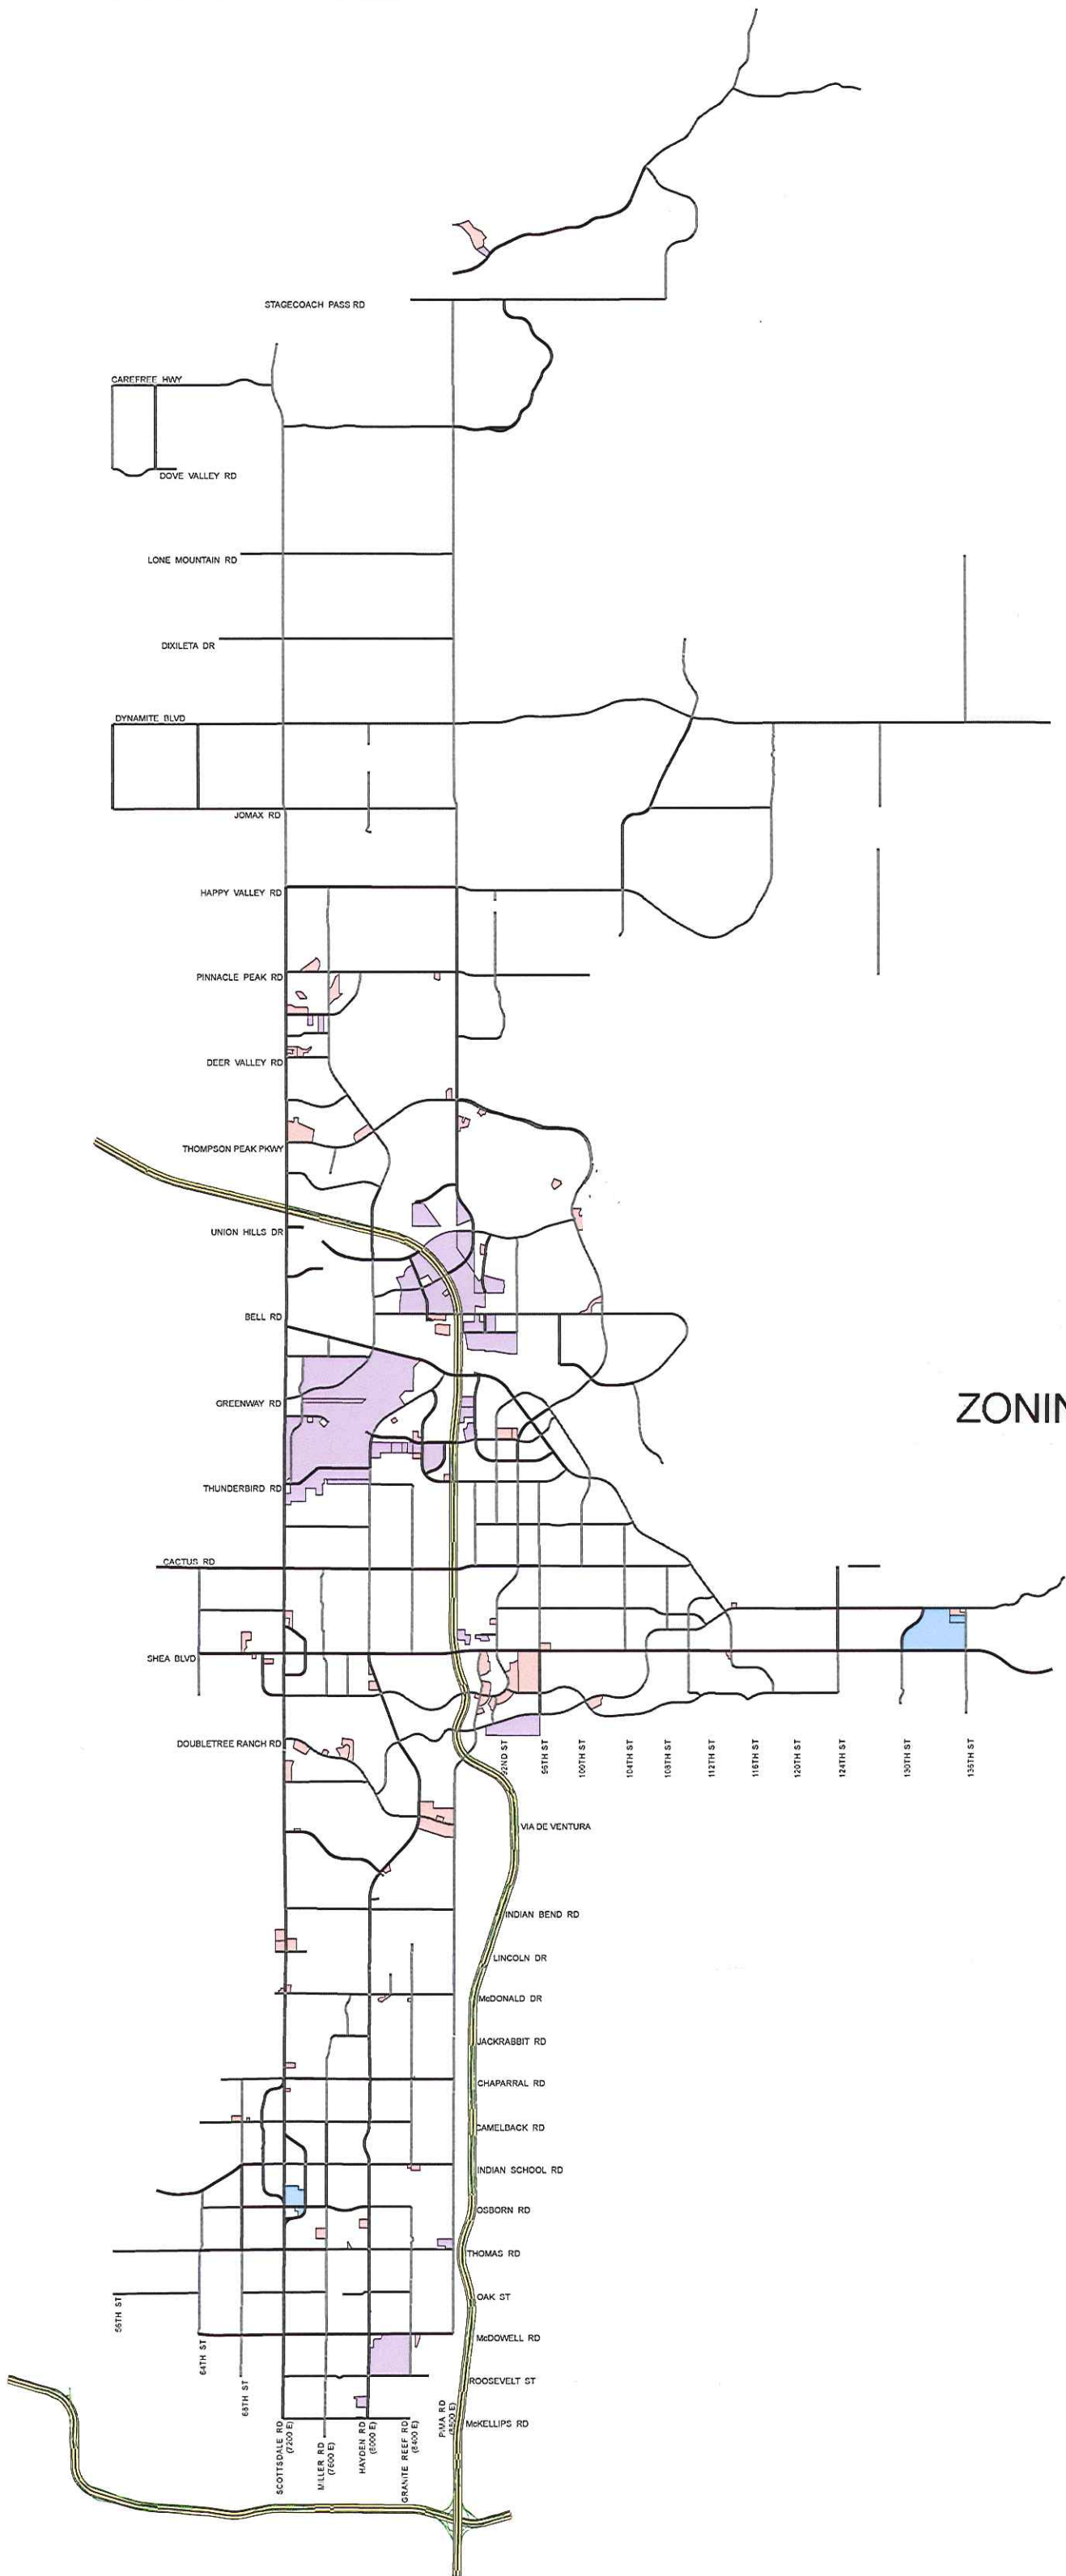 STAGECOACH PASS RD
CAREFREE HWY
DOVE VALLEY RD
LONE MOUNTAIN RD
DIXILETA DR
DYNAMITE BLVD
JOMAX RD
HAPPY VALLEY RD
PINNACLE PEAK RD
DEER VALLEY RD
THOMPSON PEAK PKWY
UNION HILLS DR
BELL RD
GREENWAY RD
ZONIN
THUNDERBIRD RD
CACTUS RD
SHEA BLVD
DOUBLETREE RANCH RD
92ND ST
96TH ST
100TH ST
104TH ST
108TH ST
112TH ST
116TH ST
120TH ST
124TH ST
130TH ST
136TH ST
VIA DE VENTURA
INDIAN BEND RD
LINCOLN DR
McDONALD DR
JACKRABBIT RD
CHAPARRAL RD
CAMELBACK RD
INDIAN SCHOOL RD
OSBORN RD
THOMAS RD
OAK ST
56TH ST
64TH ST
68TH ST
McDOWELL RD
ROOSEVELT ST
McKELLIPS RD
SCOTTSDALE RD
(7200 E)
MILLER RD
(7600 E)
HAYDEN RD
(8000 E)
GRANITE REEF RD
(8400 E)
PIMA RD
(8800 E)